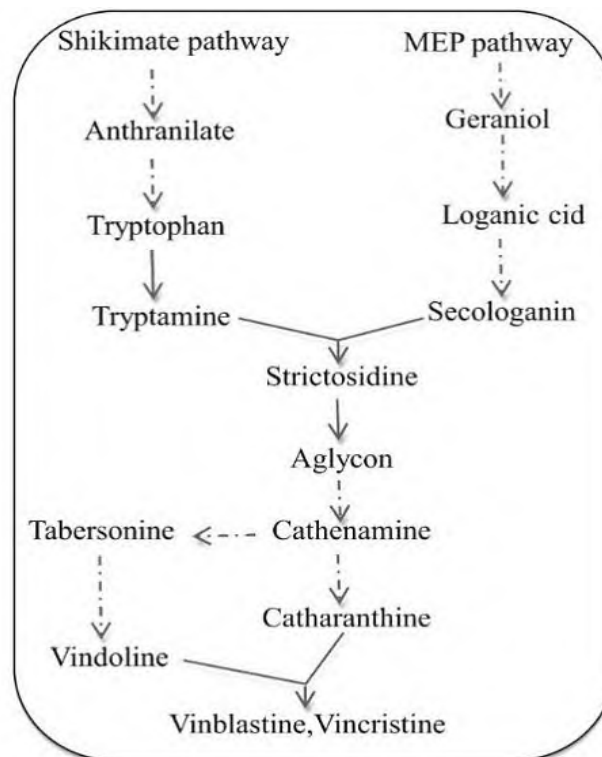 Shikimate pathway
MEP pathway
Anthranilate
Geraniol
Tryptophan
Loganic cid
Tryptamine
Secologanin
Strictosidine
Aglycon
Tabersonine
Cathenamine
Catharanthine
Vindoline
Vinblastine,Vincristine